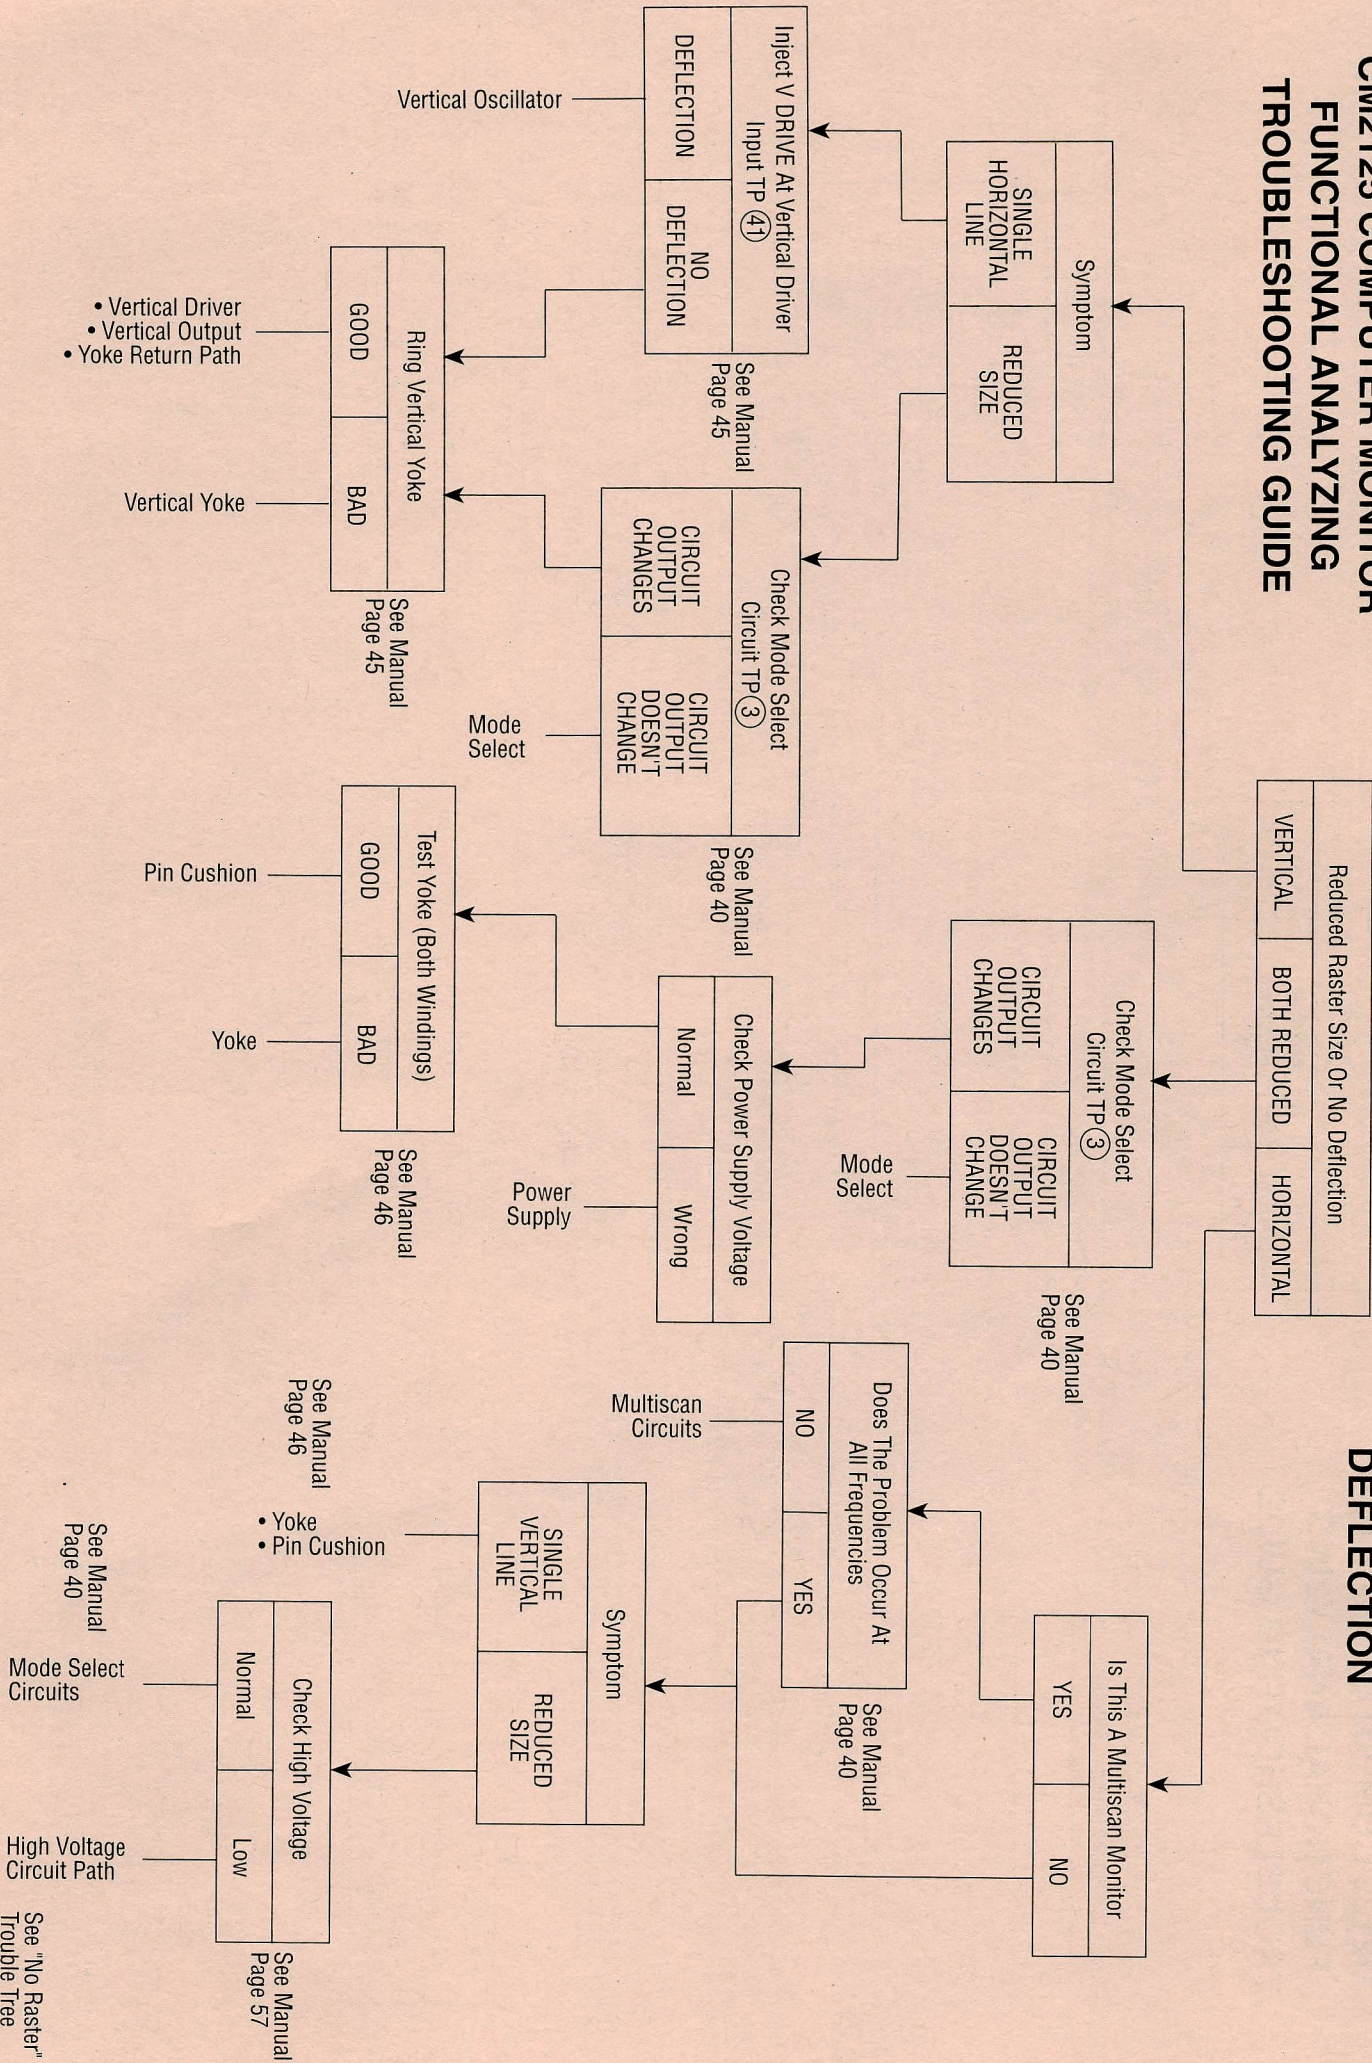 CM2125 COMPUTER MONITOR
FUNCTIONAL ANALYZING
TROUBLESHOOTING GUIDE
DEFLECTION
Reduced Raster Size Or No Deflection
VERTICAL
BOTH REDUCED
HORIZONTAL
Symptom
SINGLE
HORIZONTAL
LINE
REDUCED
SIZE
Inject V DRIVE At Vertical Driver
Input TP 41
DEFLECTION
NO
DEFLECTION
See Manual
Page 45
Vertical Oscillator
Check Mode Select
Circuit TP 3
CIRCUIT
OUTPUT
CHANGES
CIRCUIT
OUTPUT
DOESN'T
CHANGE
See Manual
Page 40
Mode
Select
Ring Vertical Yoke
GOOD
BAD
See Manual
Page 45
• Vertical Driver
• Vertical Output
• Yoke Return Path
Vertical Yoke
Check Mode Select
Circuit TP 3
CIRCUIT
OUTPUT
CHANGES
CIRCUIT
OUTPUT
DOESN'T
CHANGE
See Manual
Page 40
Mode
Select
Check Power Supply Voltage
Normal
Wrong
Power
Supply
Test Yoke (Both Windings)
GOOD
BAD
See Manual
Page 46
Pin Cushion
Yoke
Is This A Multiscan Monitor
YES
NO
Does The Problem Occur At
All Frequencies
NO
YES
See Manual
Page 40
Multiscan
Circuits
Symptom
SINGLE
VERTICAL
LINE
REDUCED
SIZE
See Manual
Page 46
• Yoke
• Pin Cushion
Check High Voltage
Normal
Low
See Manual
Page 57
See Manual
Page 40
Mode Select
Circuits
High Voltage
Circuit Path
See "No Raster"
Trouble Tree